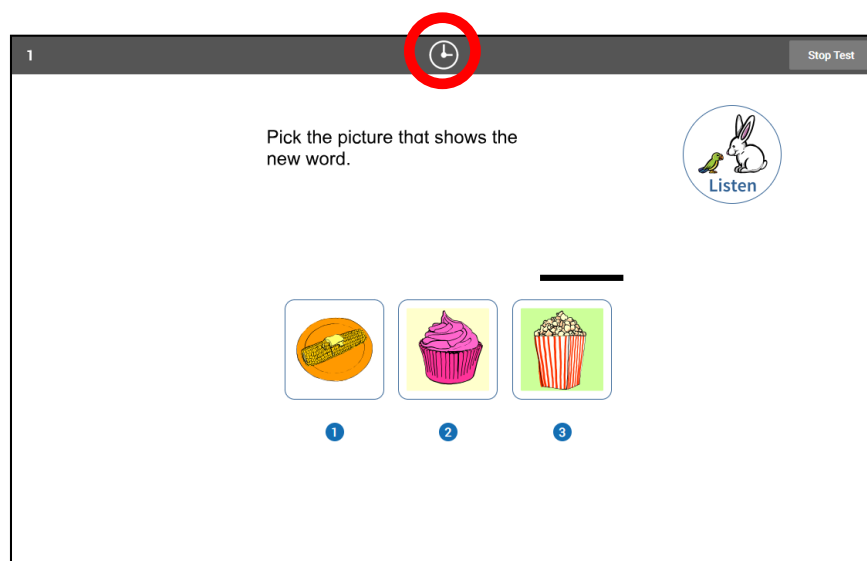 1
Stop Test
Pick the picture that shows the
new word.
Listen
1 2 3